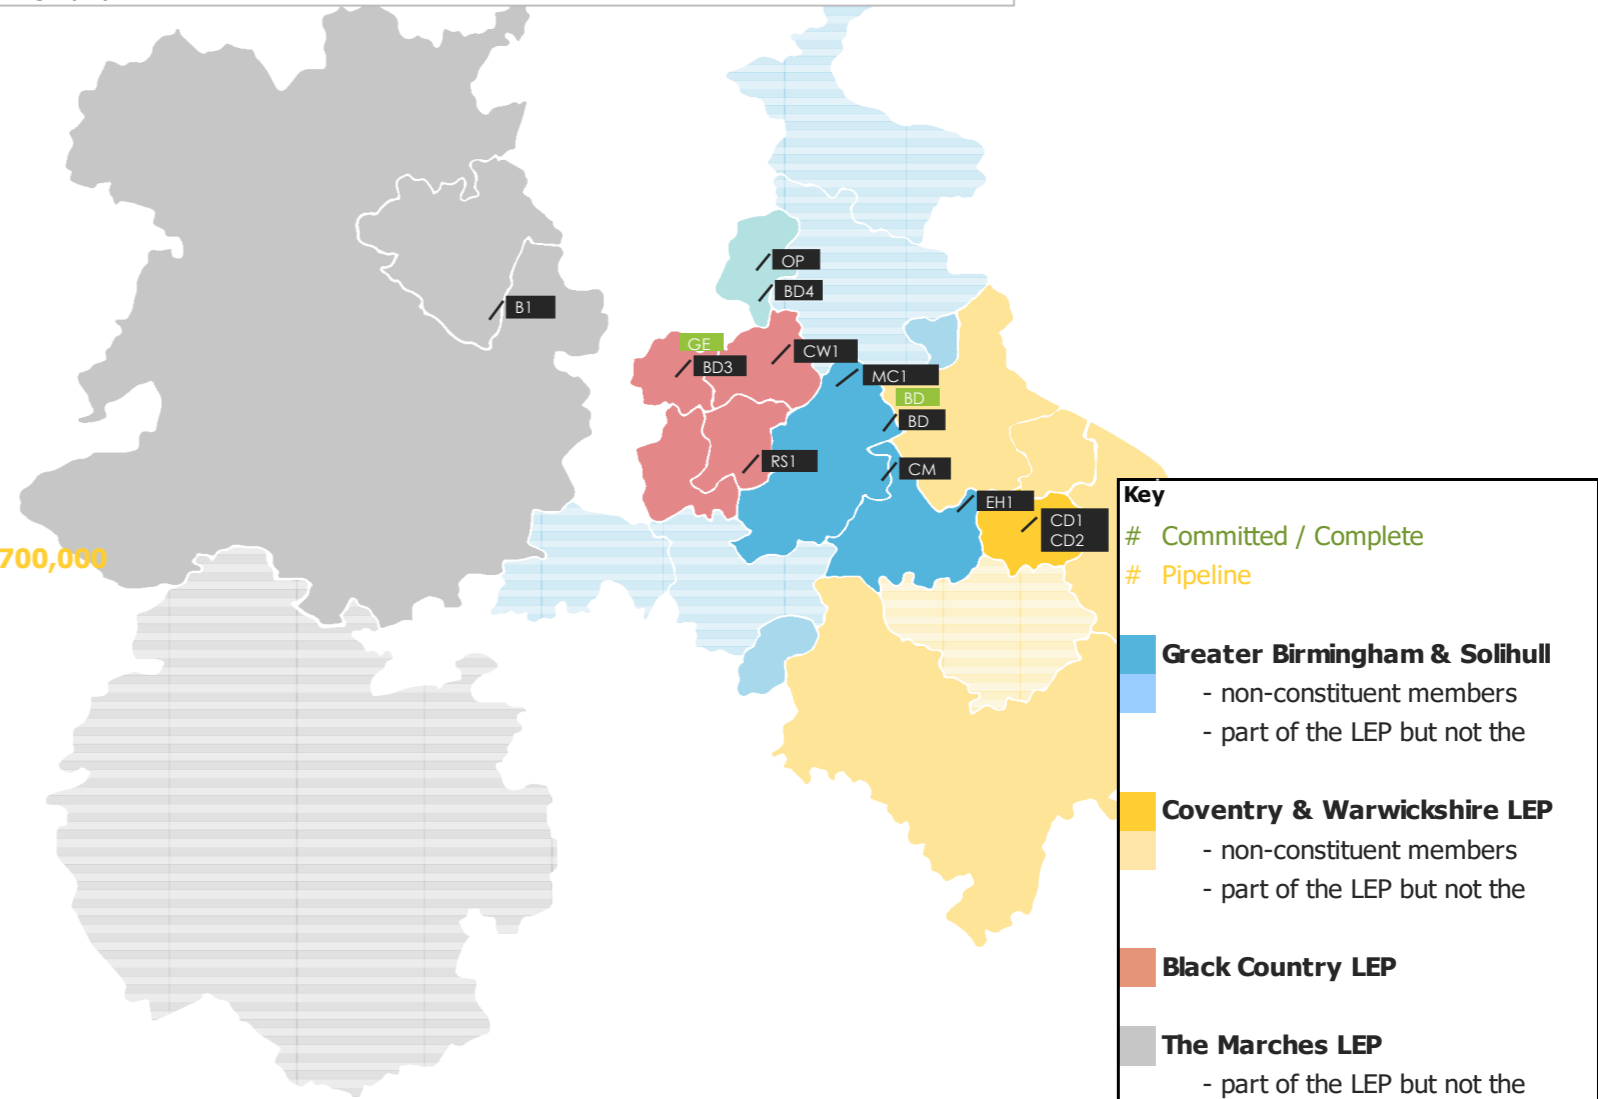 OP
BD4
B1
GE
BD3
CW1
MC1
BD
BD
RS1
CM
EH1
CD1
CD2
700,000
Key
# Committed / Complete
# Pipeline
Greater Birmingham & Solihull
- non-constituent members
- part of the LEP but not the
Coventry & Warwickshire LEP
- non-constituent members
- part of the LEP but not the
Black Country LEP
The Marches LEP
- part of the LEP but not the